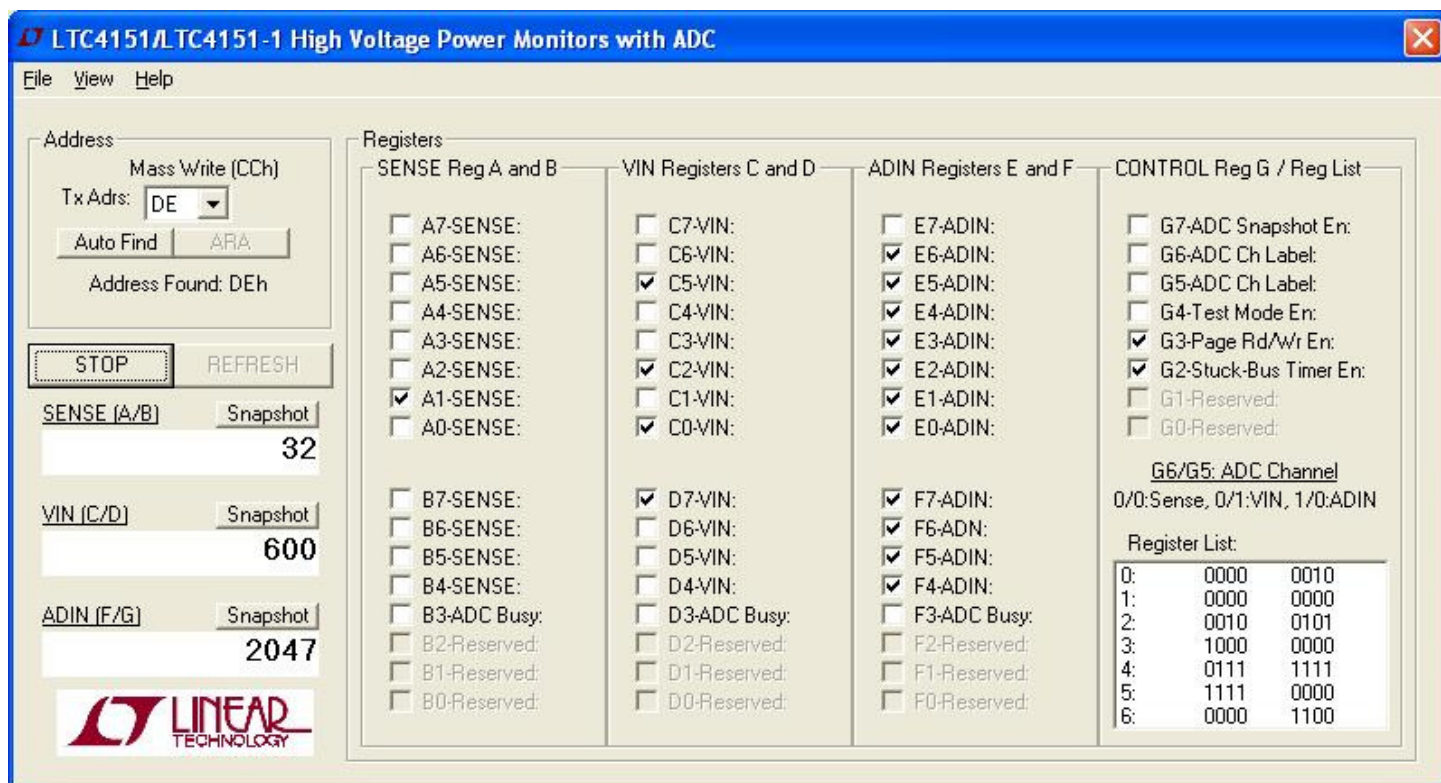 LTC4151/LTC4151-1 High Voltage Power Monitors with ADC
File View Help
Address
Mass Write (CCh)
Tx Adrs: DE
Auto Find ARA
Address Found: DEh
STOP REFRESH
SENSE (A/B) Snapshot
32
VIN (C/D) Snapshot
600
ADIN (F/G) Snapshot
2047
LINEAR
TECHNOLOGY
Registers
SENSE Reg A and B
A7-SENSE:
A6-SENSE:
A5-SENSE:
A4-SENSE:
A3-SENSE:
A2-SENSE:
A1-SENSE:
A0-SENSE:
B7-SENSE:
B6-SENSE:
B5-SENSE:
B4-SENSE:
B3-ADC Busy:
B2-Reserved:
B1-Reserved:
B0-Reserved:
VIN Registers C and D
C7-VIN:
C6-VIN:
C5-VIN:
C4-VIN:
C3-VIN:
C2-VIN:
C1-VIN:
C0-VIN:
D7-VIN:
D6-VIN:
D5-VIN:
D4-VIN:
D3-ADC Busy:
D2-Reserved:
D1-Reserved:
D0-Reserved:
ADIN Registers E and F
E7-ADIN:
E6-ADIN:
E5-ADIN:
E4-ADIN:
E3-ADIN:
E2-ADIN:
E1-ADIN:
E0-ADIN:
F7-ADIN:
F6-ADN:
F5-ADIN:
F4-ADIN:
F3-ADC Busy:
F2-Reserved:
F1-Reserved:
F0-Reserved:
CONTROL Reg G / Reg List
G7-ADC Snapshot En:
G6-ADC Ch Label:
G5-ADC Ch Label:
G4-Test Mode En:
G3-Page Rd/Wr En:
G2-Stuck-Bus Timer En:
G1-Reserved:
G0-Reserved:
G6/G5: ADC Channel
0/0:Sense, 0/1:VIN, 1/0:ADIN
Register List:
0: 0000 0010
1: 0000 0000
2: 0010 0101
3: 1000 0000
4: 0111 1111
5: 1111 0000
6: 0000 1100